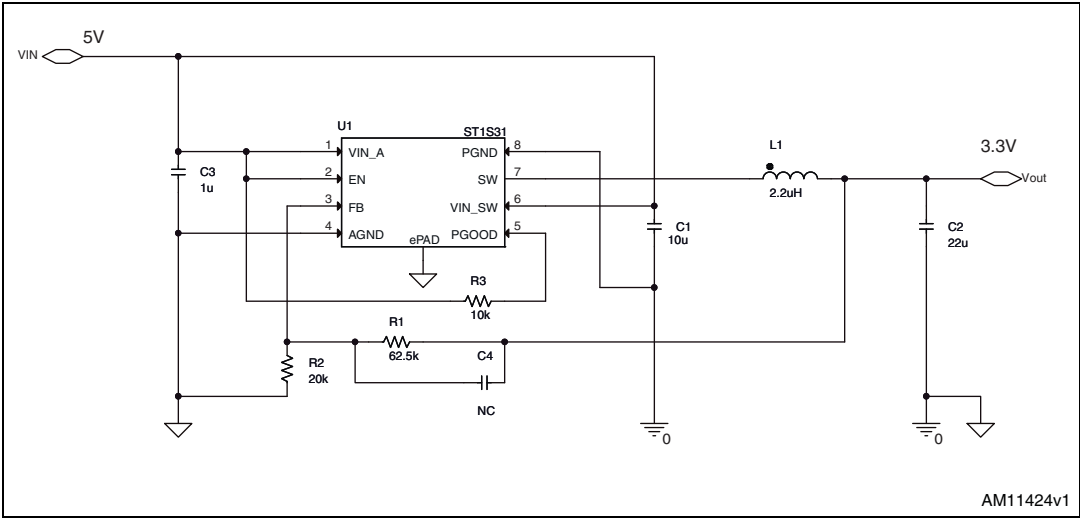 5V
VIN
U1
ST1S31
1
VIN_A
2
EN
3
FB
4
AGND
ePAD
PGND
8
SW
7
VIN_SW
6
PGOOD
5
C3
1u
L1
2.2uH
3.3V
Vout
C1
10u
C2
22u
R3
10k
R1
62.5k
C4
NC
R2
20k
0
0
AM11424v1